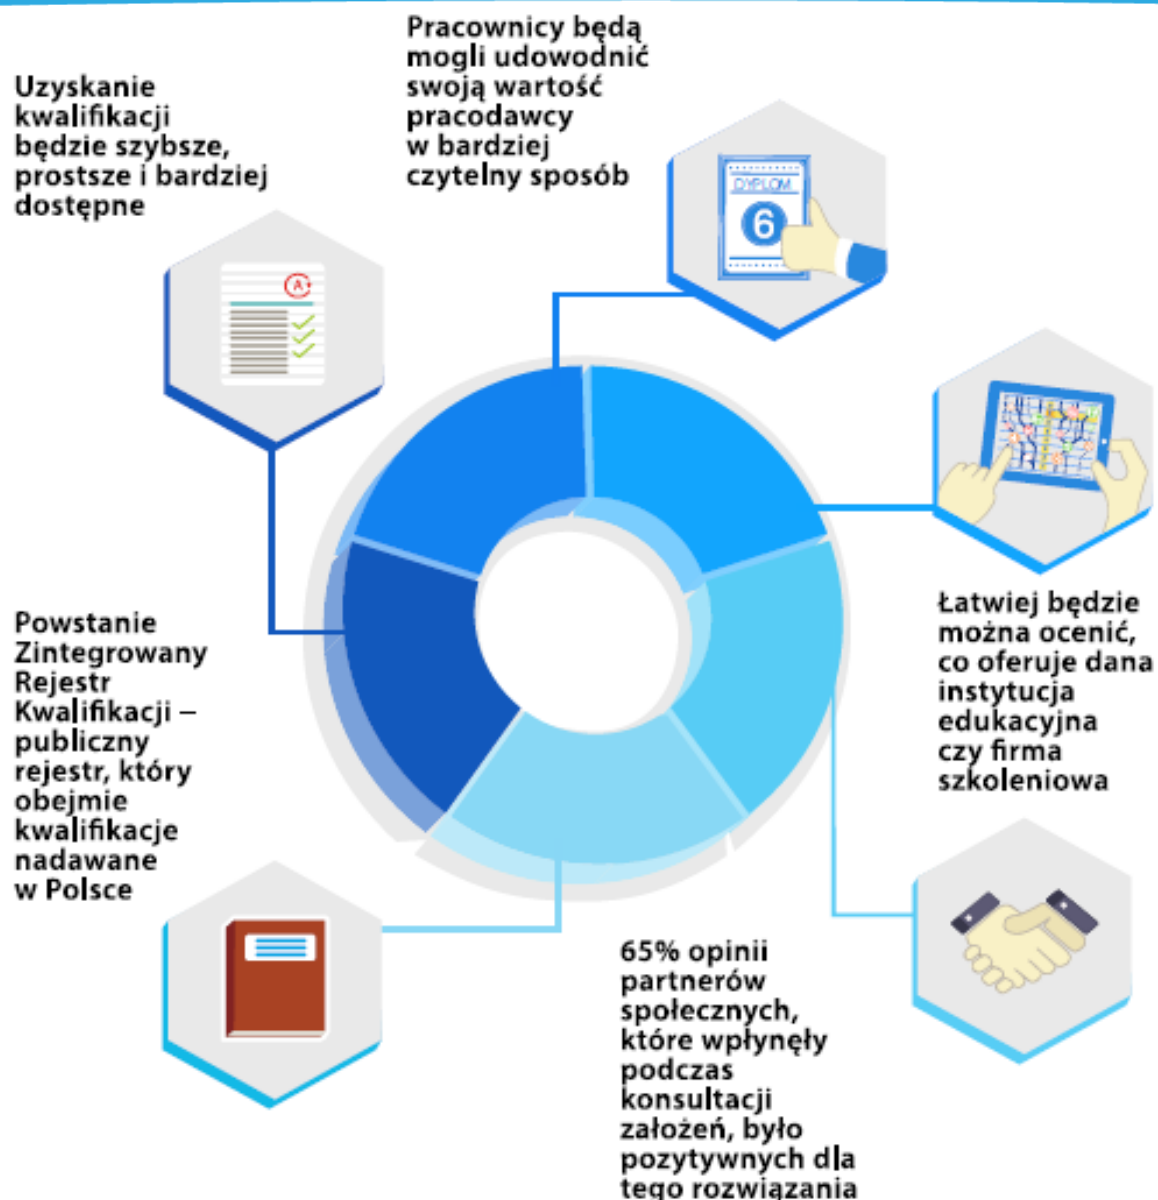 Pracownicy będą
mogli udowodnić
swoją wartość
pracodawcy
w bardziej
czytelny sposób
Uzyskanie
kwalifikacji
będzie szybsze,
prostsze i bardziej
dostępne
DYPLOM
6
A
Łatwiej będzie
można ocenić,
co oferuje dana
instytucja
edukacyjna
czy firma
szkoleniowa
Powstanie
Zintegrowany
Rejestr
Kwalifikacji –
publiczny
rejestr, który
obejmie
kwalifikacje
nadawane
w Polsce
65% opinii
partnerów
społecznych,
które wpłynęły
podczas
konsultacji
założeń, było
pozytywnych dla
tego rozwiązania